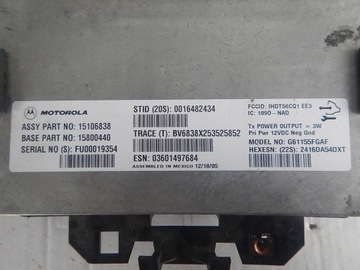 MOTOROLA
ASSY PART NO: 15106838
BASE PART NO: 15800440
SERIAL NO (S): FU00019354
STID (20S): 0016482434
TRACE (T): BV6838X253525852
ESN: 03601497684
ASSEMBLED IN MEXICO 12/18/05
FCCID: IHDT56CQ1 EE3
IC: 109O-NAD
Tx POWER OUTPUT = 3W
Pri Pwr 12VDC Neg Gnd
MODEL NO: G61155FGAF
HEXESN: (22S): 2416DA54DXT